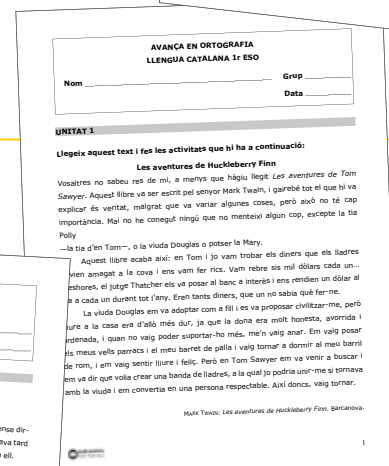 AVANÇA EN ORTOGRAFIA
LLENGUA CATALANA 1r ESO
Nom
Grup
Data
UNITAT 1
Llegeix aquest text i fes les activitats que hi ha a continuació:
Les aventures de Huckleberry Finn
Vosaltres no sabeu res de mi, a menys que hàgiu llegit Les aventures de Tom
Sawyer. Aquest llibre va ser escrit pel senyor Mark Twain, i gairebé tot el que hi va
explicar és veritat, malgrat que va variar algunes coses, però això no té cap
importància. Mai no he conegut ningú que no menteixi algun cop, excepte la tia
Polly
—la tia d'en Tom—, o la viuda Douglas o potser la Mary.
Aquest llibre acaba així: en Tom i jo vam trobar els diners que els lladres
vien amagat a la cova i ens vam fer rics. Vam rebre sis mil dòlars cada un...
eshores, el jutge Thatcher els va posar al banc a interès i ens rendien un dòlar al
a a cada un durant tot l'any. Eren tants diners, que un no sabia què fer-ne.
La viuda Douglas em va adoptar com a fill i es va proposar civilitzar-me, però
iure a la casa era d'allò més dur, ja que la dona era molt honesta, avorrida i
rdenada, i quan no vaig poder suportar-ho més, me'n vaig anar. Em vaig posar
ls meus vells parracs i el meu barret de palla i vaig tornar a dormir al meu barril
de rom, i em vaig sentir lliure i feliç. Però en Tom Sawyer em va venir a buscar i
em va dir que volia crear una banda de lladres, a la qual jo podria unir-me si tornava
amb la viuda i em convertia en una persona respectable. Així doncs, vaig tornar.
MARK TWAIN: Les aventures de Huckleberry Finn. Barcanova.
ense dir-
ava tard
ell.
1